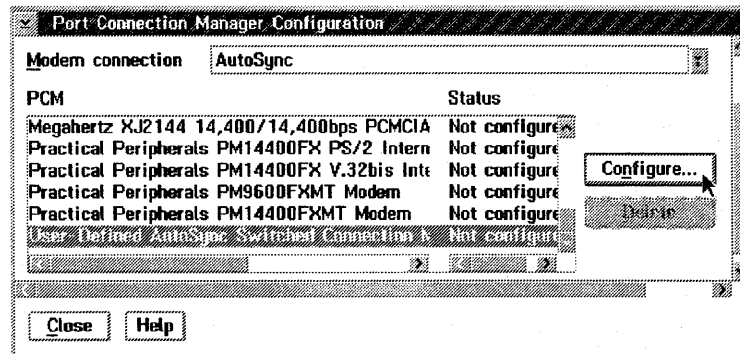 Port Connection Manager Configuration
Modem connection AutoSync
PCM Status
Megahertz XJ2144 14,400/14,400bps PCMCIA Not configure
Practical Peripherals PM14400FX PS/2 Intern Not configure
Practical Peripherals PM14400FX V.32bis Inte Not configure
Practical Peripherals PM9600FXMT Modem Not configure
Practical Peripherals PM14400FXMT Modem Not configure
User Defined AutoSync Switched Connection N Not configure
Configure...
Delete
Close Help